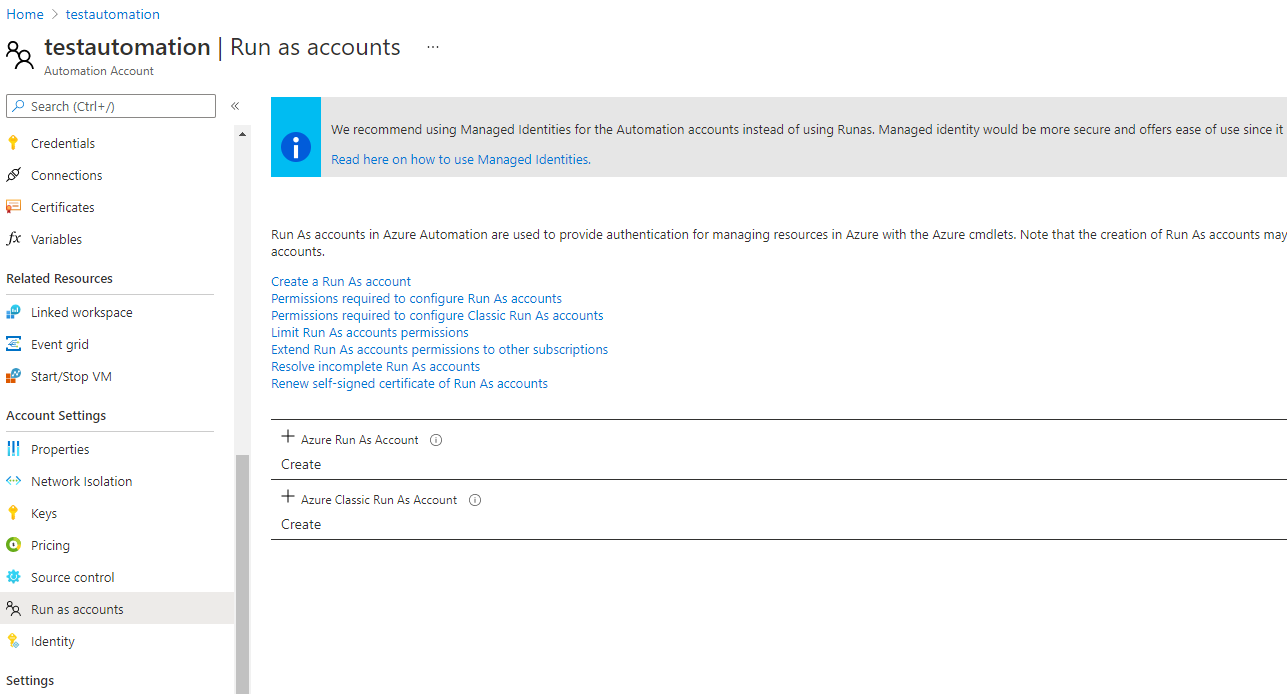 Home > testautomation
testautomation | Run as accounts ...
Automation Account
Search (Ctrl+/)
«
Credentials
Connections
Certificates
Variables
Related Resources
Linked workspace
Event grid
Start/Stop VM
Account Settings
Properties
Network Isolation
Keys
Pricing
Source control
Run as accounts
Identity
Settings
We recommend using Managed Identities for the Automation accounts instead of using Runas. Managed identity would be more secure and offers ease of use since it
Read here on how to use Managed Identities.
Run As accounts in Azure Automation are used to provide authentication for managing resources in Azure with the Azure cmdlets. Note that the creation of Run As accounts may
accounts.
Create a Run As account
Permissions required to configure Run As accounts
Permissions required to configure Classic Run As accounts
Limit Run As accounts permissions
Extend Run As accounts permissions to other subscriptions
Resolve incomplete Run As accounts
Renew self-signed certificate of Run As accounts
+ Azure Run As Account
Create
+ Azure Classic Run As Account
Create